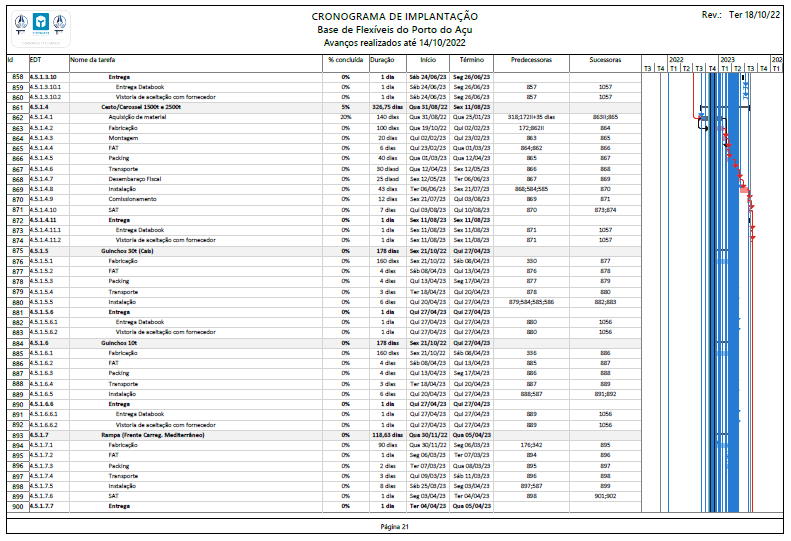 CRONOGRAMA DE IMPLANTAÇÃO
Base de Flexíveis do Porto do Açu
Avanços realizados até 14/10/2022
Rev.: Ter 18/10/22
Id EDT Nome da tarefa % concluída Duração Início Término Predecessoras Sucessoras
2022 2023 202
T3 T4 T1 T2 T3 T4 T1 T2 T3 T4 T1
858 4.5.1.3.10 Entrega 0% 1 dia Sáb 24/06/23 Seg 26/06/23
859 4.5.1.3.10.1 Entrega Databook 0% 1 dia Sáb 24/06/23 Seg 26/06/23 857 1057
860 4.5.1.3.10.2 Vistoria de aceitação com fornecedor 0% 1 dia Sáb 24/06/23 Seg 26/06/23 857 1057
861 4.5.1.4 Cesto/Carossel 1500t e 2500t 5% 326,75 dias Qua 31/08/22 Sex 11/08/23
862 4.5.1.4.1 Aquisição de material 20% 140 dias Qua 31/08/22 Qua 25/01/23 318;172II+35 dias 863II;865
863 4.5.1.4.2 Fabricação 0% 100 dias Qua 19/10/22 Qui 02/02/23 172;862II 864
864 4.5.1.4.3 Montagem 0% 20 dias Qui 02/02/23 Qui 23/02/23 863 865
865 4.5.1.4.4 FAT 0% 6 dias Qui 23/02/23 Qua 01/03/23 864;862 866
866 4.5.1.4.5 Packing 0% 40 dias Qua 01/03/23 Qua 12/04/23 865 867
867 4.5.1.4.6 Transporte 0% 30 diasd Qua 12/04/23 Sex 12/05/23 866 868
868 4.5.1.4.7 Desembaraço Fiscal 0% 25 diasd Sex 12/05/23 Ter 06/06/23 867 869
869 4.5.1.4.8 Instalação 0% 43 dias Ter 06/06/23 Sex 21/07/23 868;584;585 870
870 4.5.1.4.9 Comissionamento 0% 12 dias Sex 21/07/23 Qui 03/08/23 869 871
871 4.5.1.4.10 SAT 0% 7 dias Qui 03/08/23 Qui 10/08/23 870 873;874
872 4.5.1.4.11 Entrega 0% 1 dia Sex 11/08/23 Sex 11/08/23
873 4.5.1.4.11.1 Entrega Databook 0% 1 dia Sex 11/08/23 Sex 11/08/23 871 1057
874 4.5.1.4.11.2 Vistoria de aceitação com fornecedor 0% 1 dia Sex 11/08/23 Sex 11/08/23 871 1057
875 4.5.1.5 Guinchos 30t (Cais) 0% 178 dias Sex 21/10/22 Qui 27/04/23
876 4.5.1.5.1 Fabricação 0% 160 dias Sex 21/10/22 Sáb 08/04/23 330 877
877 4.5.1.5.2 FAT 0% 4 dias Sáb 08/04/23 Qui 13/04/23 876 878
878 4.5.1.5.3 Packing 0% 4 dias Qui 13/04/23 Seg 17/04/23 877 879
879 4.5.1.5.4 Transporte 0% 3 dias Ter 18/04/23 Qui 20/04/23 878 880
880 4.5.1.5.5 Instalação 0% 6 dias Qui 20/04/23 Qui 27/04/23 879;584;585;586 882;883
881 4.5.1.5.6 Entrega 0% 1 dia Qui 27/04/23 Qui 27/04/23
882 4.5.1.5.6.1 Entrega Databook 0% 1 dia Qui 27/04/23 Qui 27/04/23 880 1056
883 4.5.1.5.6.2 Vistoria de aceitação com fornecedor 0% 1 dia Qui 27/04/23 Qui 27/04/23 880 1056
884 4.5.1.6 Guinchos 10t 0% 178 dias Sex 21/10/22 Qui 27/04/23
885 4.5.1.6.1 Fabricação 0% 160 dias Sex 21/10/22 Sáb 08/04/23 336 886
886 4.5.1.6.2 FAT 0% 4 dias Sáb 08/04/23 Qui 13/04/23 885 887
887 4.5.1.6.3 Packing 0% 4 dias Qui 13/04/23 Seg 17/04/23 886 888
888 4.5.1.6.4 Transporte 0% 3 dias Ter 18/04/23 Qui 20/04/23 887 889
889 4.5.1.6.5 Instalação 0% 6 dias Qui 20/04/23 Qui 27/04/23 888;587 891;892
890 4.5.1.6.6 Entrega 0% 1 dia Qui 27/04/23 Qui 27/04/23
891 4.5.1.6.6.1 Entrega Databook 0% 1 dia Qui 27/04/23 Qui 27/04/23 889 1056
892 4.5.1.6.6.2 Vistoria de aceitação com fornecedor 0% 1 dia Qui 27/04/23 Qui 27/04/23 889 1056
893 4.5.1.7 Rampa (Frente Carreg. Mediterrâneo) 0% 118,63 dias Qua 30/11/22 Qua 05/04/23
894 4.5.1.7.1 Fabricação 0% 90 dias Qua 30/11/22 Seg 06/03/23 176;342 895
895 4.5.1.7.2 FAT 0% 1 dia Seg 06/03/23 Ter 07/03/23 894 896
896 4.5.1.7.3 Packing 0% 2 dias Ter 07/03/23 Qua 08/03/23 895 897
897 4.5.1.7.4 Transporte 0% 3 dias Qui 09/03/23 Sáb 11/03/23 896 898
898 4.5.1.7.5 Instalação 0% 8 dias Sáb 25/03/23 Seg 03/04/23 897;587 899
899 4.5.1.7.6 SAT 0% 1 dia Seg 03/04/23 Ter 04/04/23 898 901;902
900 4.5.1.7.7 Entrega 0% 1 dia Ter 04/04/23 Qua 05/04/23
Página 21